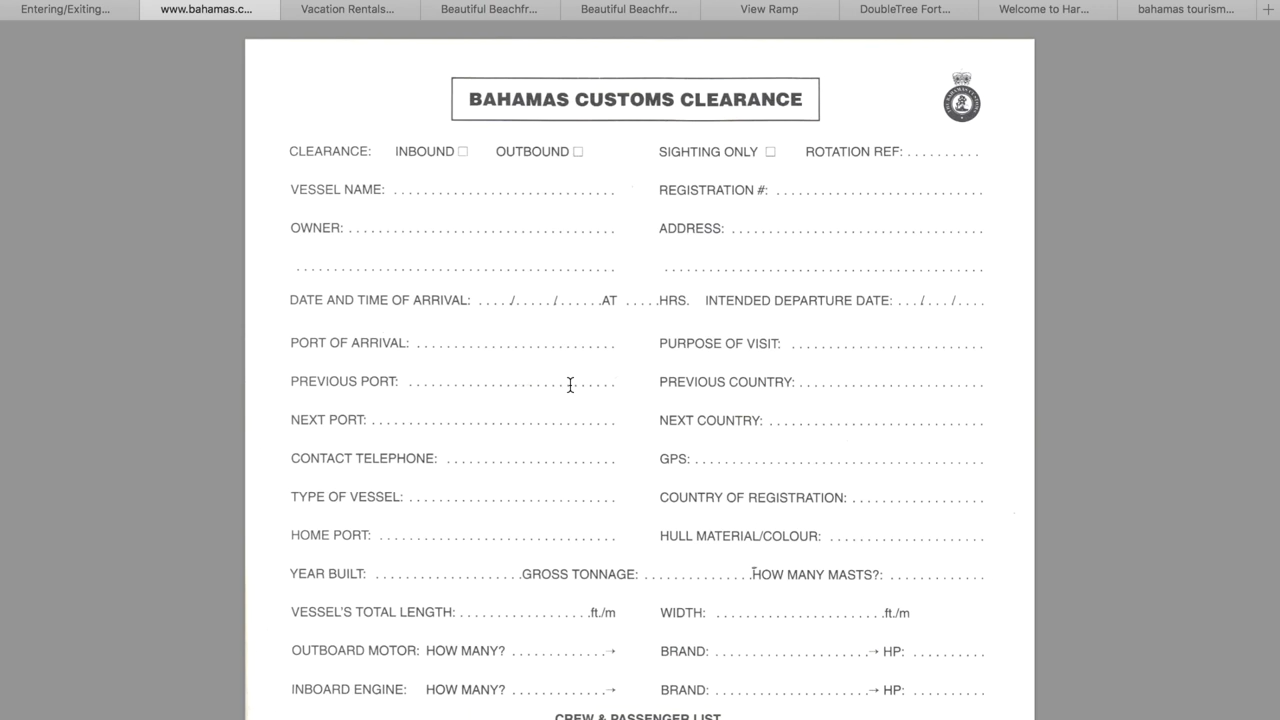 Entering/Exiting... www.bahamas.c... Vacation Rentals... Beautiful Beachfr... Beautiful Beachfr... View Ramp DoubleTree Fort... Welcome to Har... bahamas tourism...
BAHAMAS CUSTOMS CLEARANCE
CLEARANCE: INBOUND □ OUTBOUND □ SIGHTING ONLY □ ROTATION REF: . . . . . . . . . .
VESSEL NAME: REGISTRATION #:
OWNER: ADDRESS:
DATE AND TIME OF ARRIVAL: . . . . ./. . . . ./. . . . . .AT . . . . .HRS. INTENDED DEPARTURE DATE: . . ./. . . ./. . . .
PORT OF ARRIVAL: PURPOSE OF VISIT:
PREVIOUS PORT: PREVIOUS COUNTRY:
NEXT PORT: NEXT COUNTRY:
CONTACT TELEPHONE: GPS:
TYPE OF VESSEL: COUNTRY OF REGISTRATION:
HOME PORT: HULL MATERIAL/COLOUR:
YEAR BUILT: GROSS TONNAGE: HOW MANY MASTS?:
VESSEL'S TOTAL LENGTH: ft./m WIDTH: ft./m
OUTBOARD MOTOR: HOW MANY? → BRAND: → HP:
INBOARD ENGINE: HOW MANY? → BRAND: → HP:
CREW & PASSENGER LIST